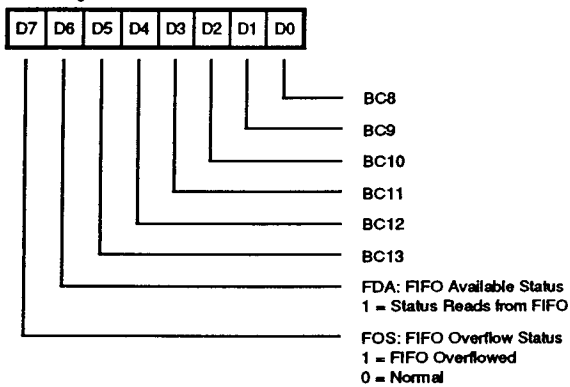 D7 D6 D5 D4 D3 D2 D1 D0
BC8
BC9
BC10
BC11
BC12
BC13
FDA: FIFO Available Status
1 = Status Reads from FIFO
FOS: FIFO Overflow Status
1 = FIFO Overflowed
0 = Normal